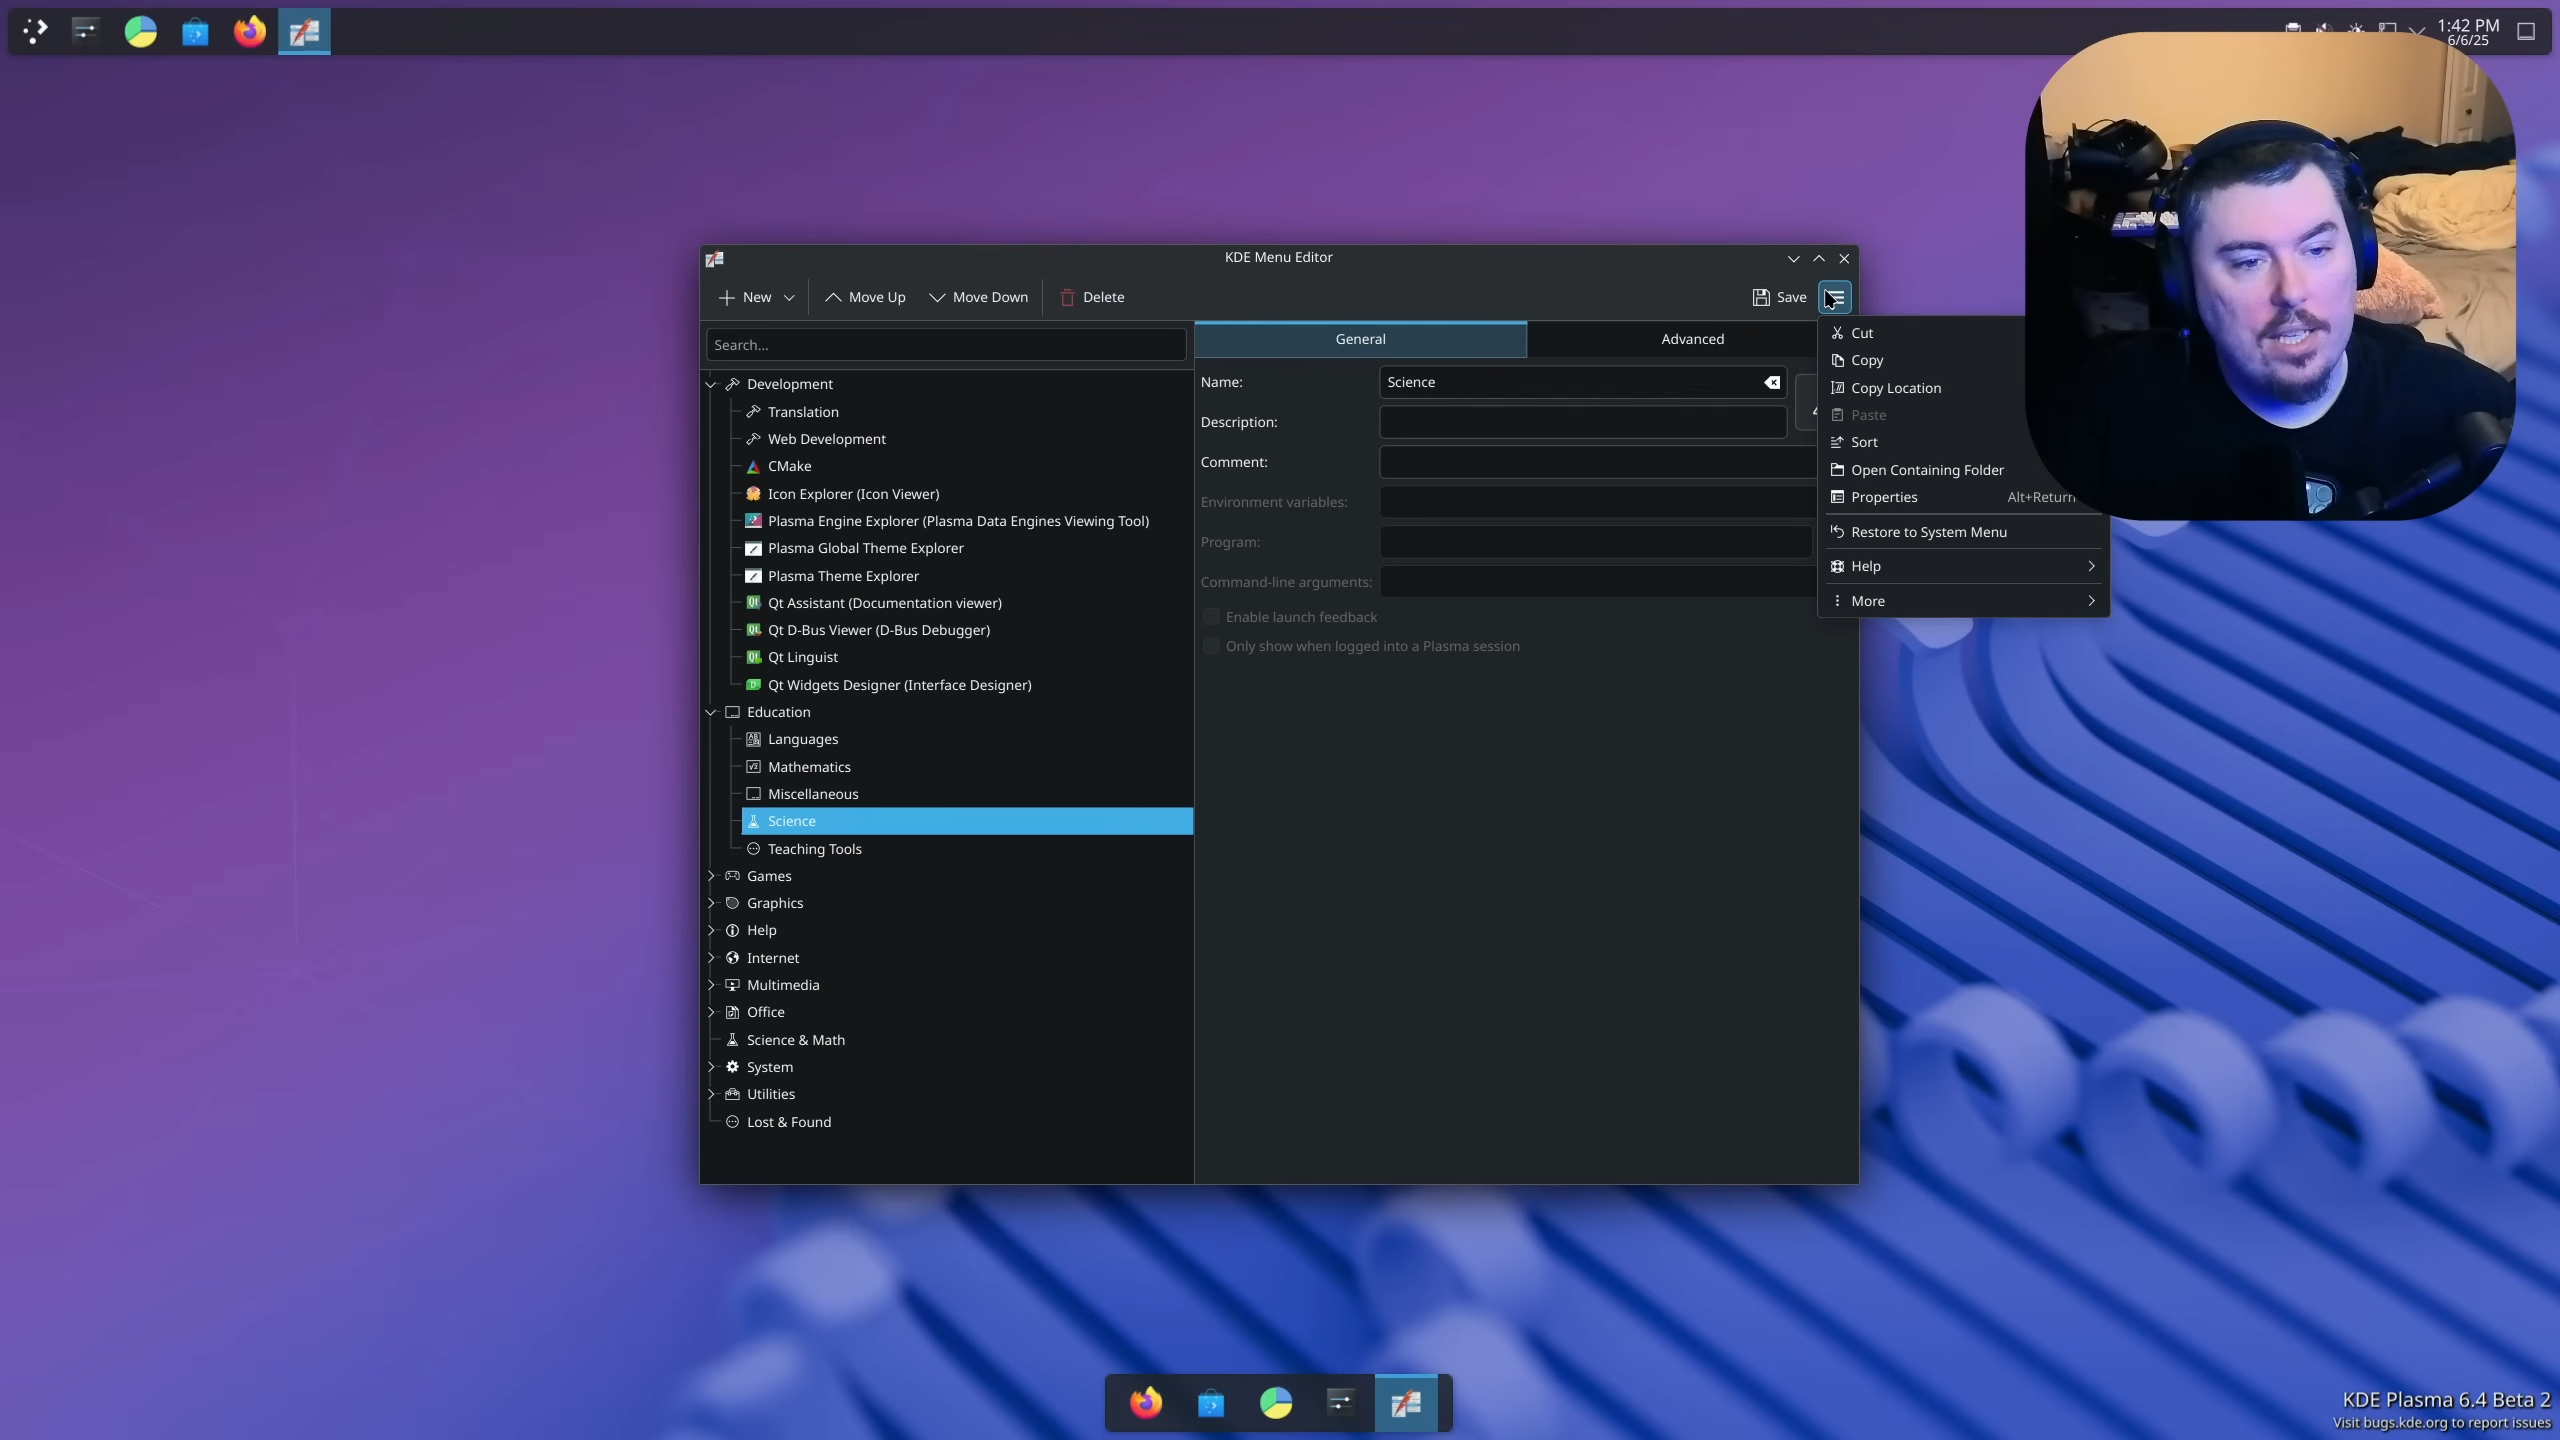 1:42 PM
6/6/25
KDE Menu Editor
New
Move Up
Move Down
Delete
Save
Search...
Development
Translation
Web Development
CMake
Icon Explorer (Icon Viewer)
Plasma Engine Explorer (Plasma Data Engines Viewing Tool)
Plasma Global Theme Explorer
Plasma Theme Explorer
Qt Assistant (Documentation viewer)
Qt D-Bus Viewer (D-Bus Debugger)
Qt Linguist
Qt Widgets Designer (Interface Designer)
Education
Languages
Mathematics
Miscellaneous
Science
Teaching Tools
Games
Graphics
Help
Internet
Multimedia
Office
Science & Math
System
Utilities
Lost & Found
General
Advanced
Name:
Science
Description:
Comment:
Environment variables:
Program:
Command-line arguments:
Enable launch feedback
Only show when logged into a Plasma session
Cut
Copy
Copy Location
Paste
Sort
Open Containing Folder
Properties Alt+Return
Restore to System Menu
Help
More
KDE Plasma 6.4 Beta 2
Visit bugs.kde.org to report issues